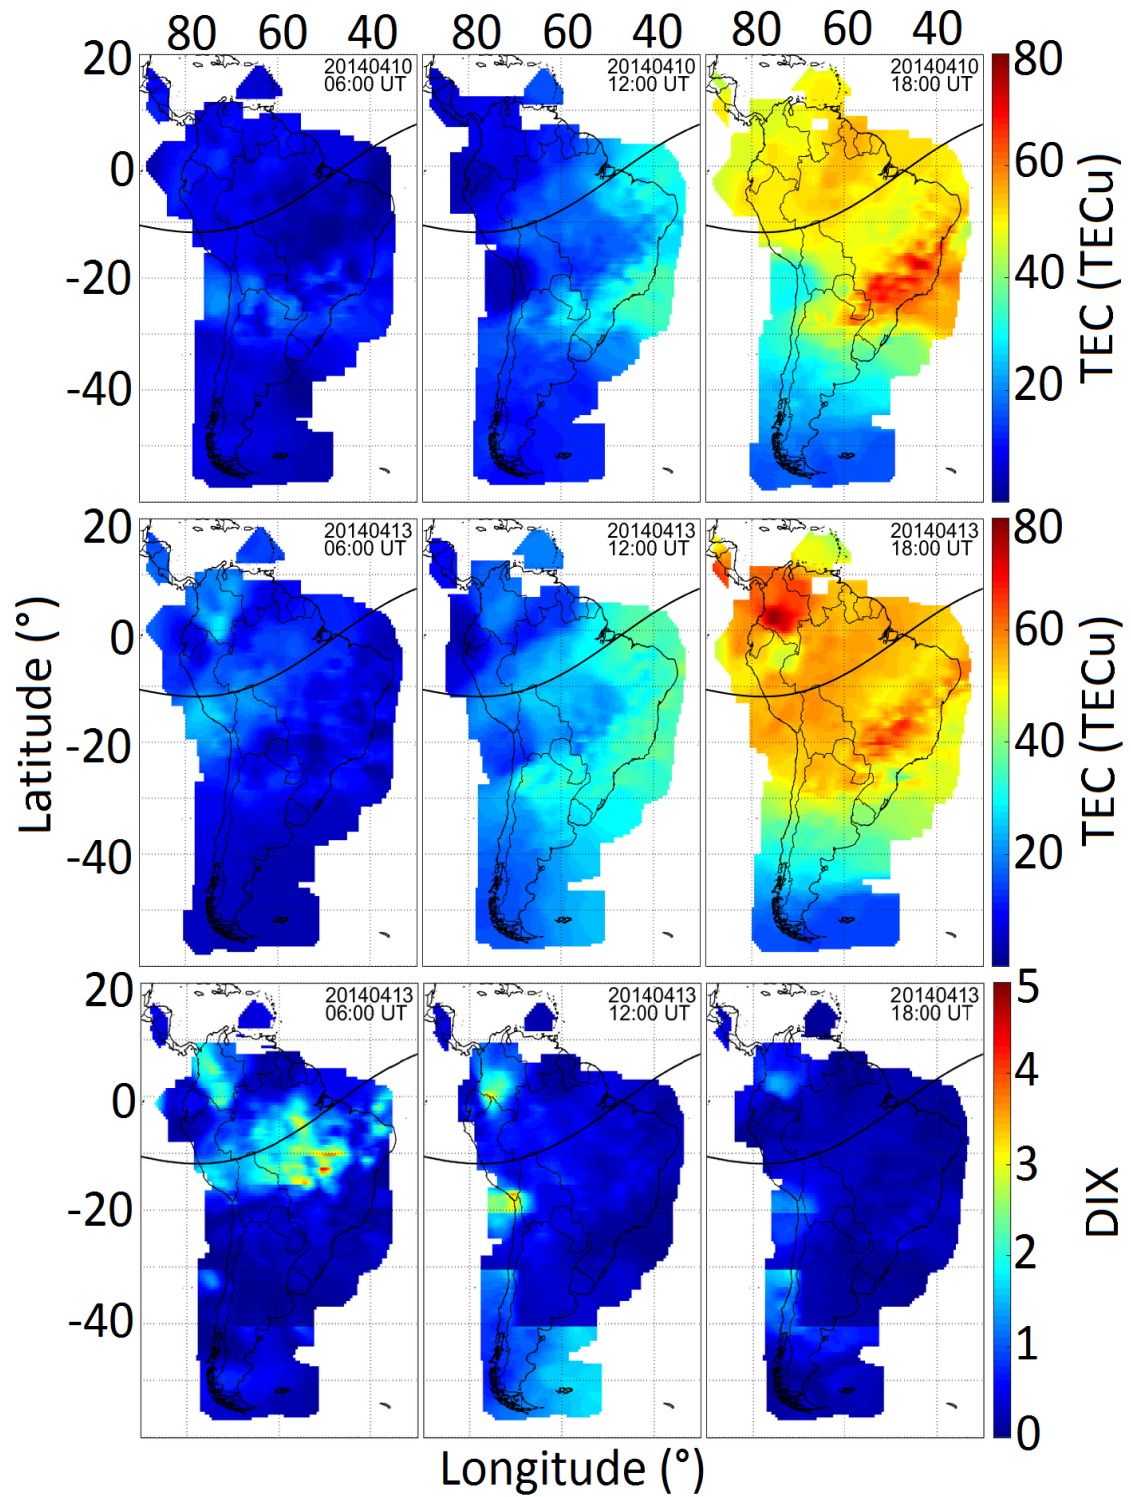 80 60 40 80 60 40 80 60 40
20 0 -20 -40
20140410
06:00 UT
20140410
12:00 UT
20140410
18:00 UT
80 60 40 20
TEC (TECu)
20 0 -20 -40
20140413
06:00 UT
20140413
12:00 UT
20140413
18:00 UT
80 60 40 20
TEC (TECu)
Latitude (°)
20 0 -20 -40
20140413
06:00 UT
20140413
12:00 UT
20140413
18:00 UT
5 4 3 2 1 0
DIX
Longitude (°)